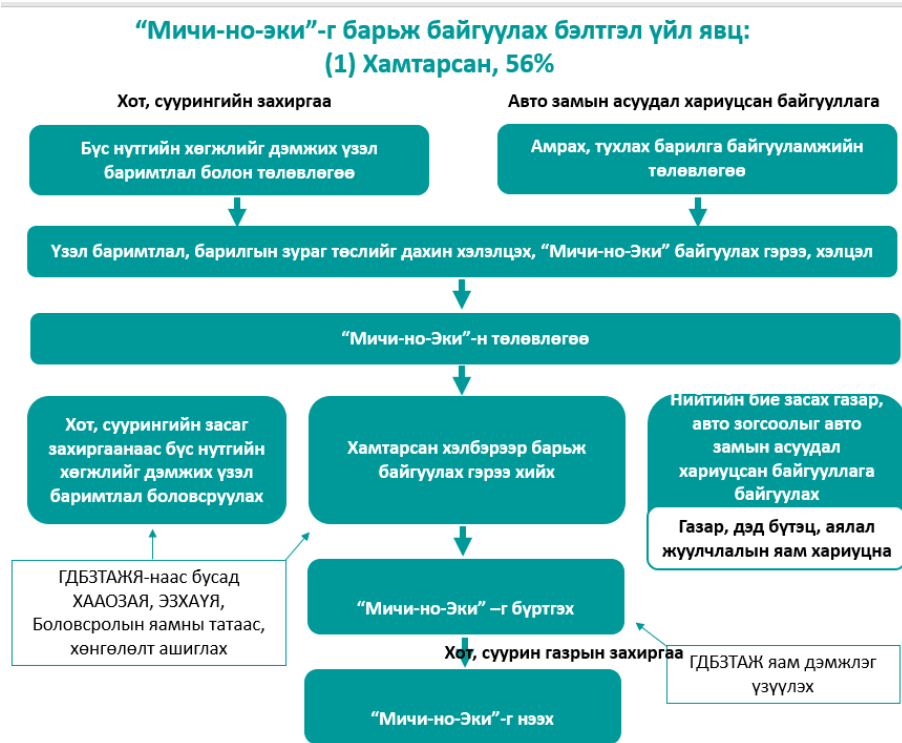 “Мичи-но-эки”-г барьж байгуулах бэлтгэл үйл явц:
(1) Хамтарсан, 56%
Хот, суурингийн захиргаа
Авто замын асуудал хариуцсан байгууллага
Бүс нутгийн хөгжлийг дэмжих үзэл
баримтлал болон төлөвлөгөө
Амрах, тухлах барилга байгууламжийн
төлөвлөгөө
Үзэл баримтлал, барилгын зураг төслийг дахин хэлэлцэх, “Мичи-но-Эки” байгуулах гэрээ, хэлцэл
“Мичи-но-Эки”-н төлөвлөгөө
Хот, суурингийн засаг
захиргаанаас бүс нутгийн
хөгжлийг дэмжих үзэл
баримтлал боловсруулах
Хамтарсан хэлбэрээр барьж
байгуулах гэрээ хийх
Нийтийн бие засах газар,
авто зогсоолыг авто
замын асуудал
хариуцсан байгууллага
байгуулах
Газар, дэд бүтэц, аялал
жуулчлалын яам хариуцна
ГДБЗТАЖЯ-наас бусад
ХААОЗАЯ, ЭЗХАҮЯ,
Боловсролын яамны татаас,
хөнгөлөлт ашиглах
“Мичи-но-Эки” –г бүртгэх
Хот, суурин газрын захиргаа
ГДБЗТАЖ яам дэмжлэг
үзүүлэх
“Мичи-но-Эки”-г нээх